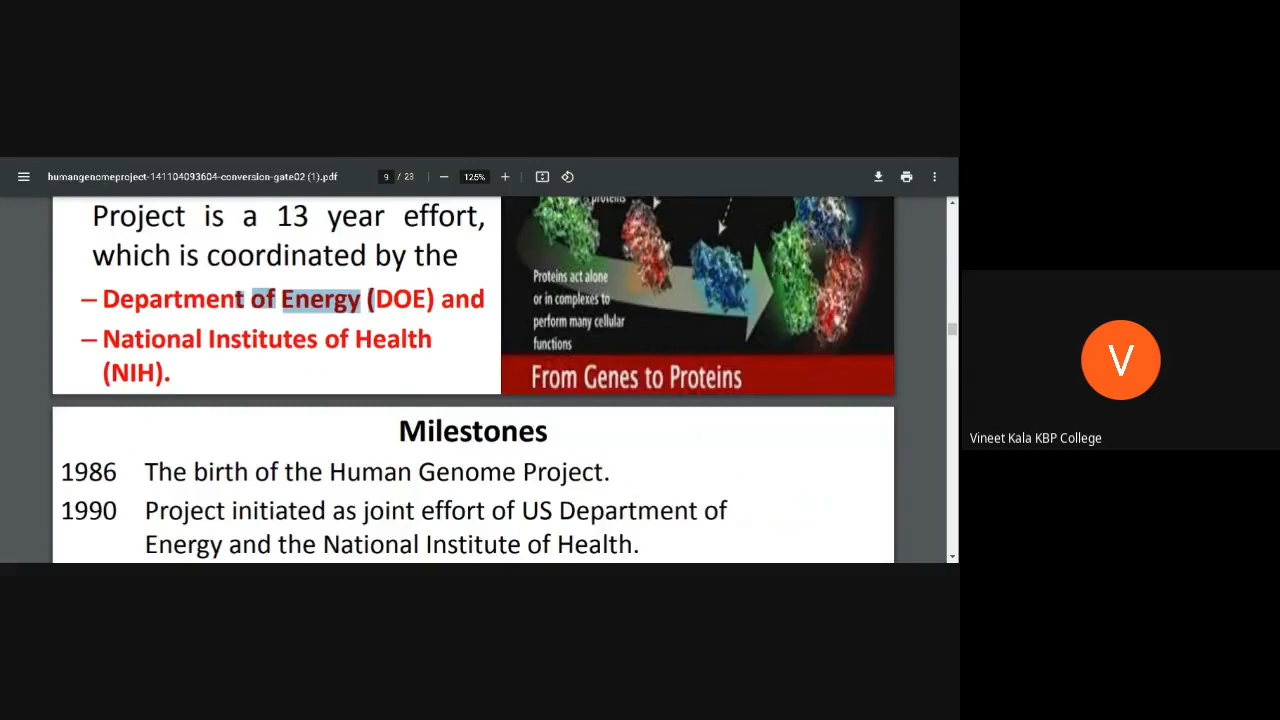 humangenomeproject-141104093604-conversion-gate02 (1).pdf
9 / 23
125%
Project is a 13 year effort,
which is coordinated by the
– Department of Energy (DOE) and
– National Institutes of Health
(NIH).
proteins
Proteins act alone
or in complexes to
perform many cellular
functions
From Genes to Proteins
Milestones
1986 The birth of the Human Genome Project.
1990 Project initiated as joint effort of US Department of
Energy and the National Institute of Health.
V
Vineet Kala KBP College